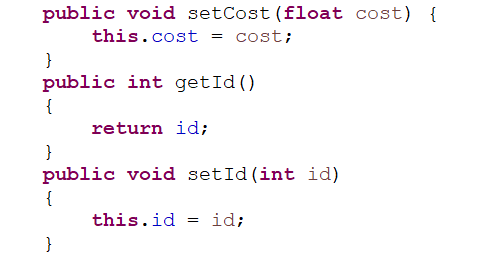 public void setCost(float cost) {
    this.cost = cost;
}
public int getId()
{
    return id;
}
public void setId(int id)
{
    this.id = id;
}